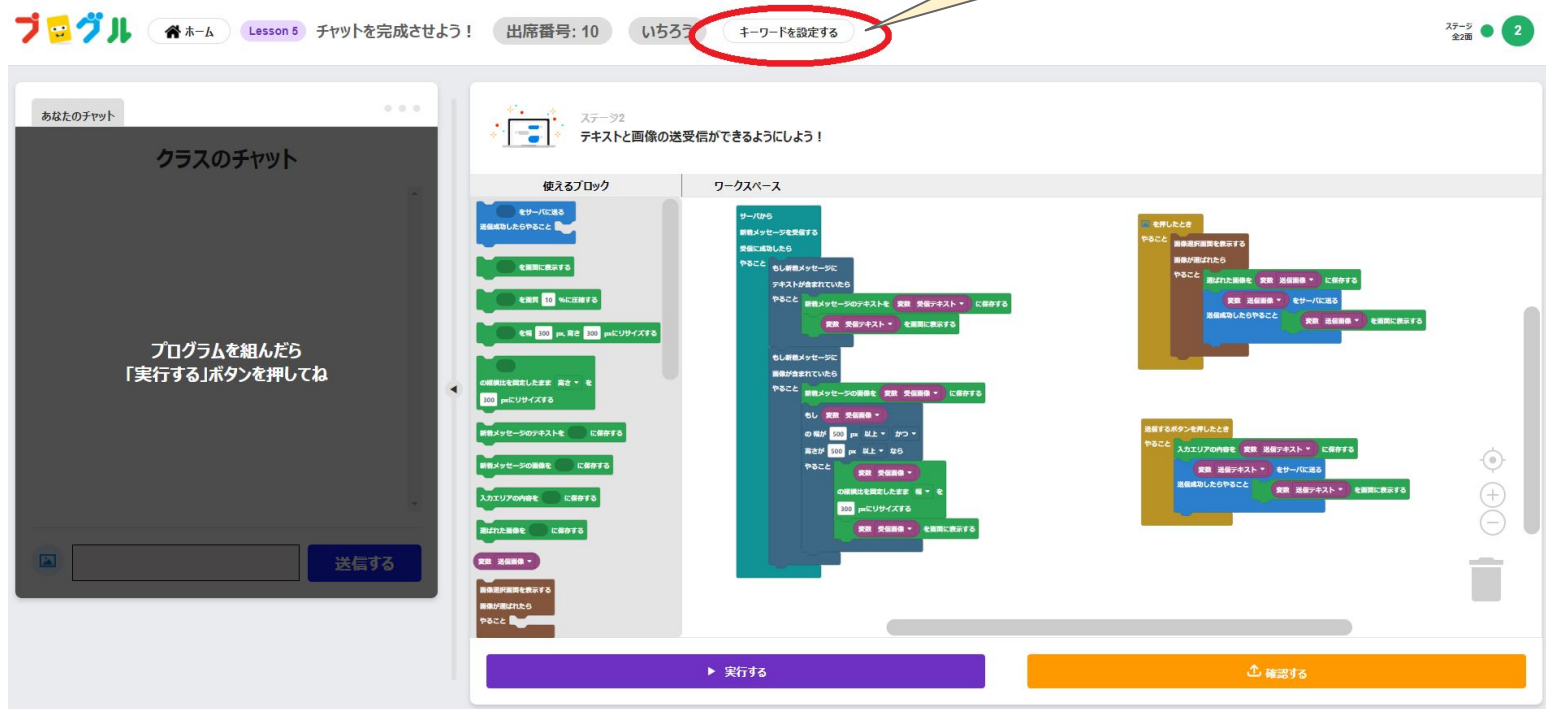 プログル
ホーム
Lesson 5 チャットを完成させよう！
出席番号: 10
いちろう
キーワードを設定する
ステージ
全2面
2
あなたのチャット
クラスのチャット
プログラムを組んだら
「実行する」ボタンを押してね
送信する
ステージ2
テキストと画像の送受信ができるようにしよう！
使えるブロック
ワークスペース
をサーバに送る
送信成功したらやること
を画面に表示する
を画質 10 %に圧縮する
を幅 300 px, 高さ 300 pxにリサイズする
の縦横比を固定したまま 高さ を
300 pxにリサイズする
新着メッセージのテキストを に保存する
新着メッセージの画像を に保存する
入力エリアの内容を に保存する
選ばれた画像を に保存する
変数 送信画像
画像選択画面を表示する
画像が選ばれたら
やること
サーバから
新着メッセージを受信する
受信に成功したら
やること
もし新着メッセージに
テキストが含まれていたら
やること
新着メッセージのテキストを 変数 受信テキスト に保存する
変数 受信テキスト を画面に表示する
もし新着メッセージに
画像が含まれていたら
やること
新着メッセージの画像を 変数 受信画像 に保存する
もし 変数 受信画像
の 幅が 500 px 以上 かつ
高さが 500 px 以上 なら
やること
変数 受信画像
の縦横比を固定したまま 幅 を
300 pxにリサイズする
変数 受信画像 を画面に表示する
を押したとき
やること
画像選択画面を表示する
画像が選ばれたら
やること
選ばれた画像を 変数 送信画像 に保存する
変数 送信画像 をサーバに送る
送信成功したらやること
変数 送信画像 を画面に表示する
送信するボタンを押したとき
やること
入力エリアの内容を 変数 送信テキスト に保存する
変数 送信テキスト をサーバに送る
送信成功したらやること
変数 送信テキスト を画面に表示する
実行する
確認する